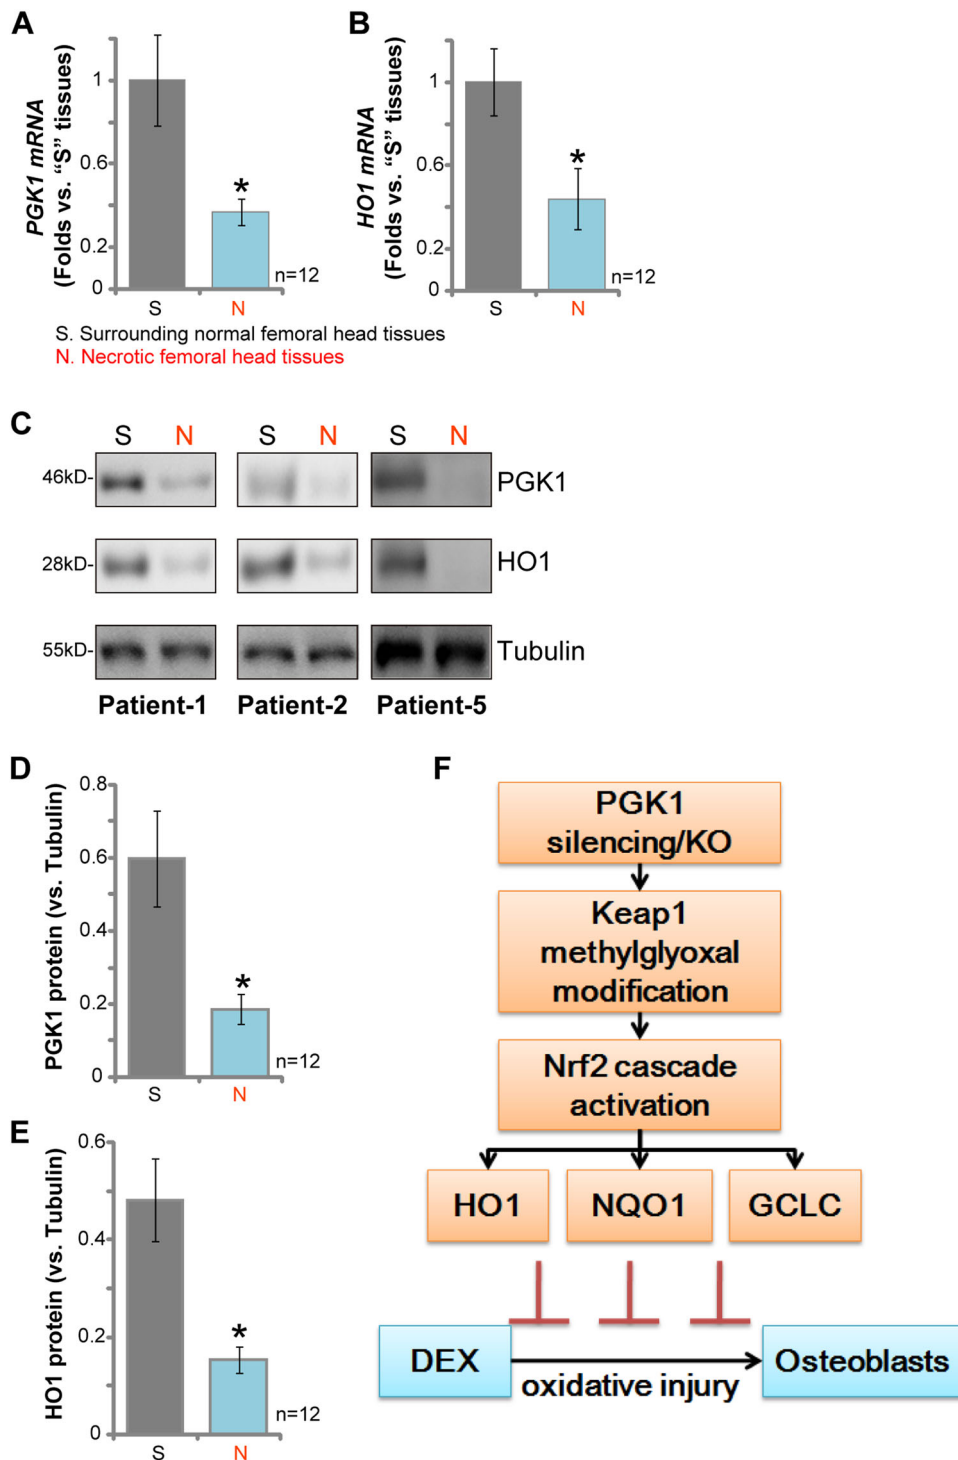 A
PGK1 mRNA
(Folds vs. “S” tissues)
1
0.6
0.2
0
*
n=12
S
N
B
HO1 mRNA
(Folds vs. “S” tissues)
1
0.6
0.2
0
*
n=12
S
N
S. Surrounding normal femoral head tissues
N. Necrotic femoral head tissues
C
S N S N S N
46kD- PGK1
28kD- HO1
55kD- Tubulin
Patient-1 Patient-2 Patient-5
D
PGK1 protein (vs. Tubulin)
0.8
0.6
0.4
0.2
0
*
n=12
S
N
E
HO1 protein (vs. Tubulin)
0.6
0.4
0.2
0
*
n=12
S
N
F
PGK1
silencing/KO
Keap1
methylglyoxal
modification
Nrf2 cascade
activation
HO1 NQO1 GCLC
DEX Osteoblasts
oxidative injury